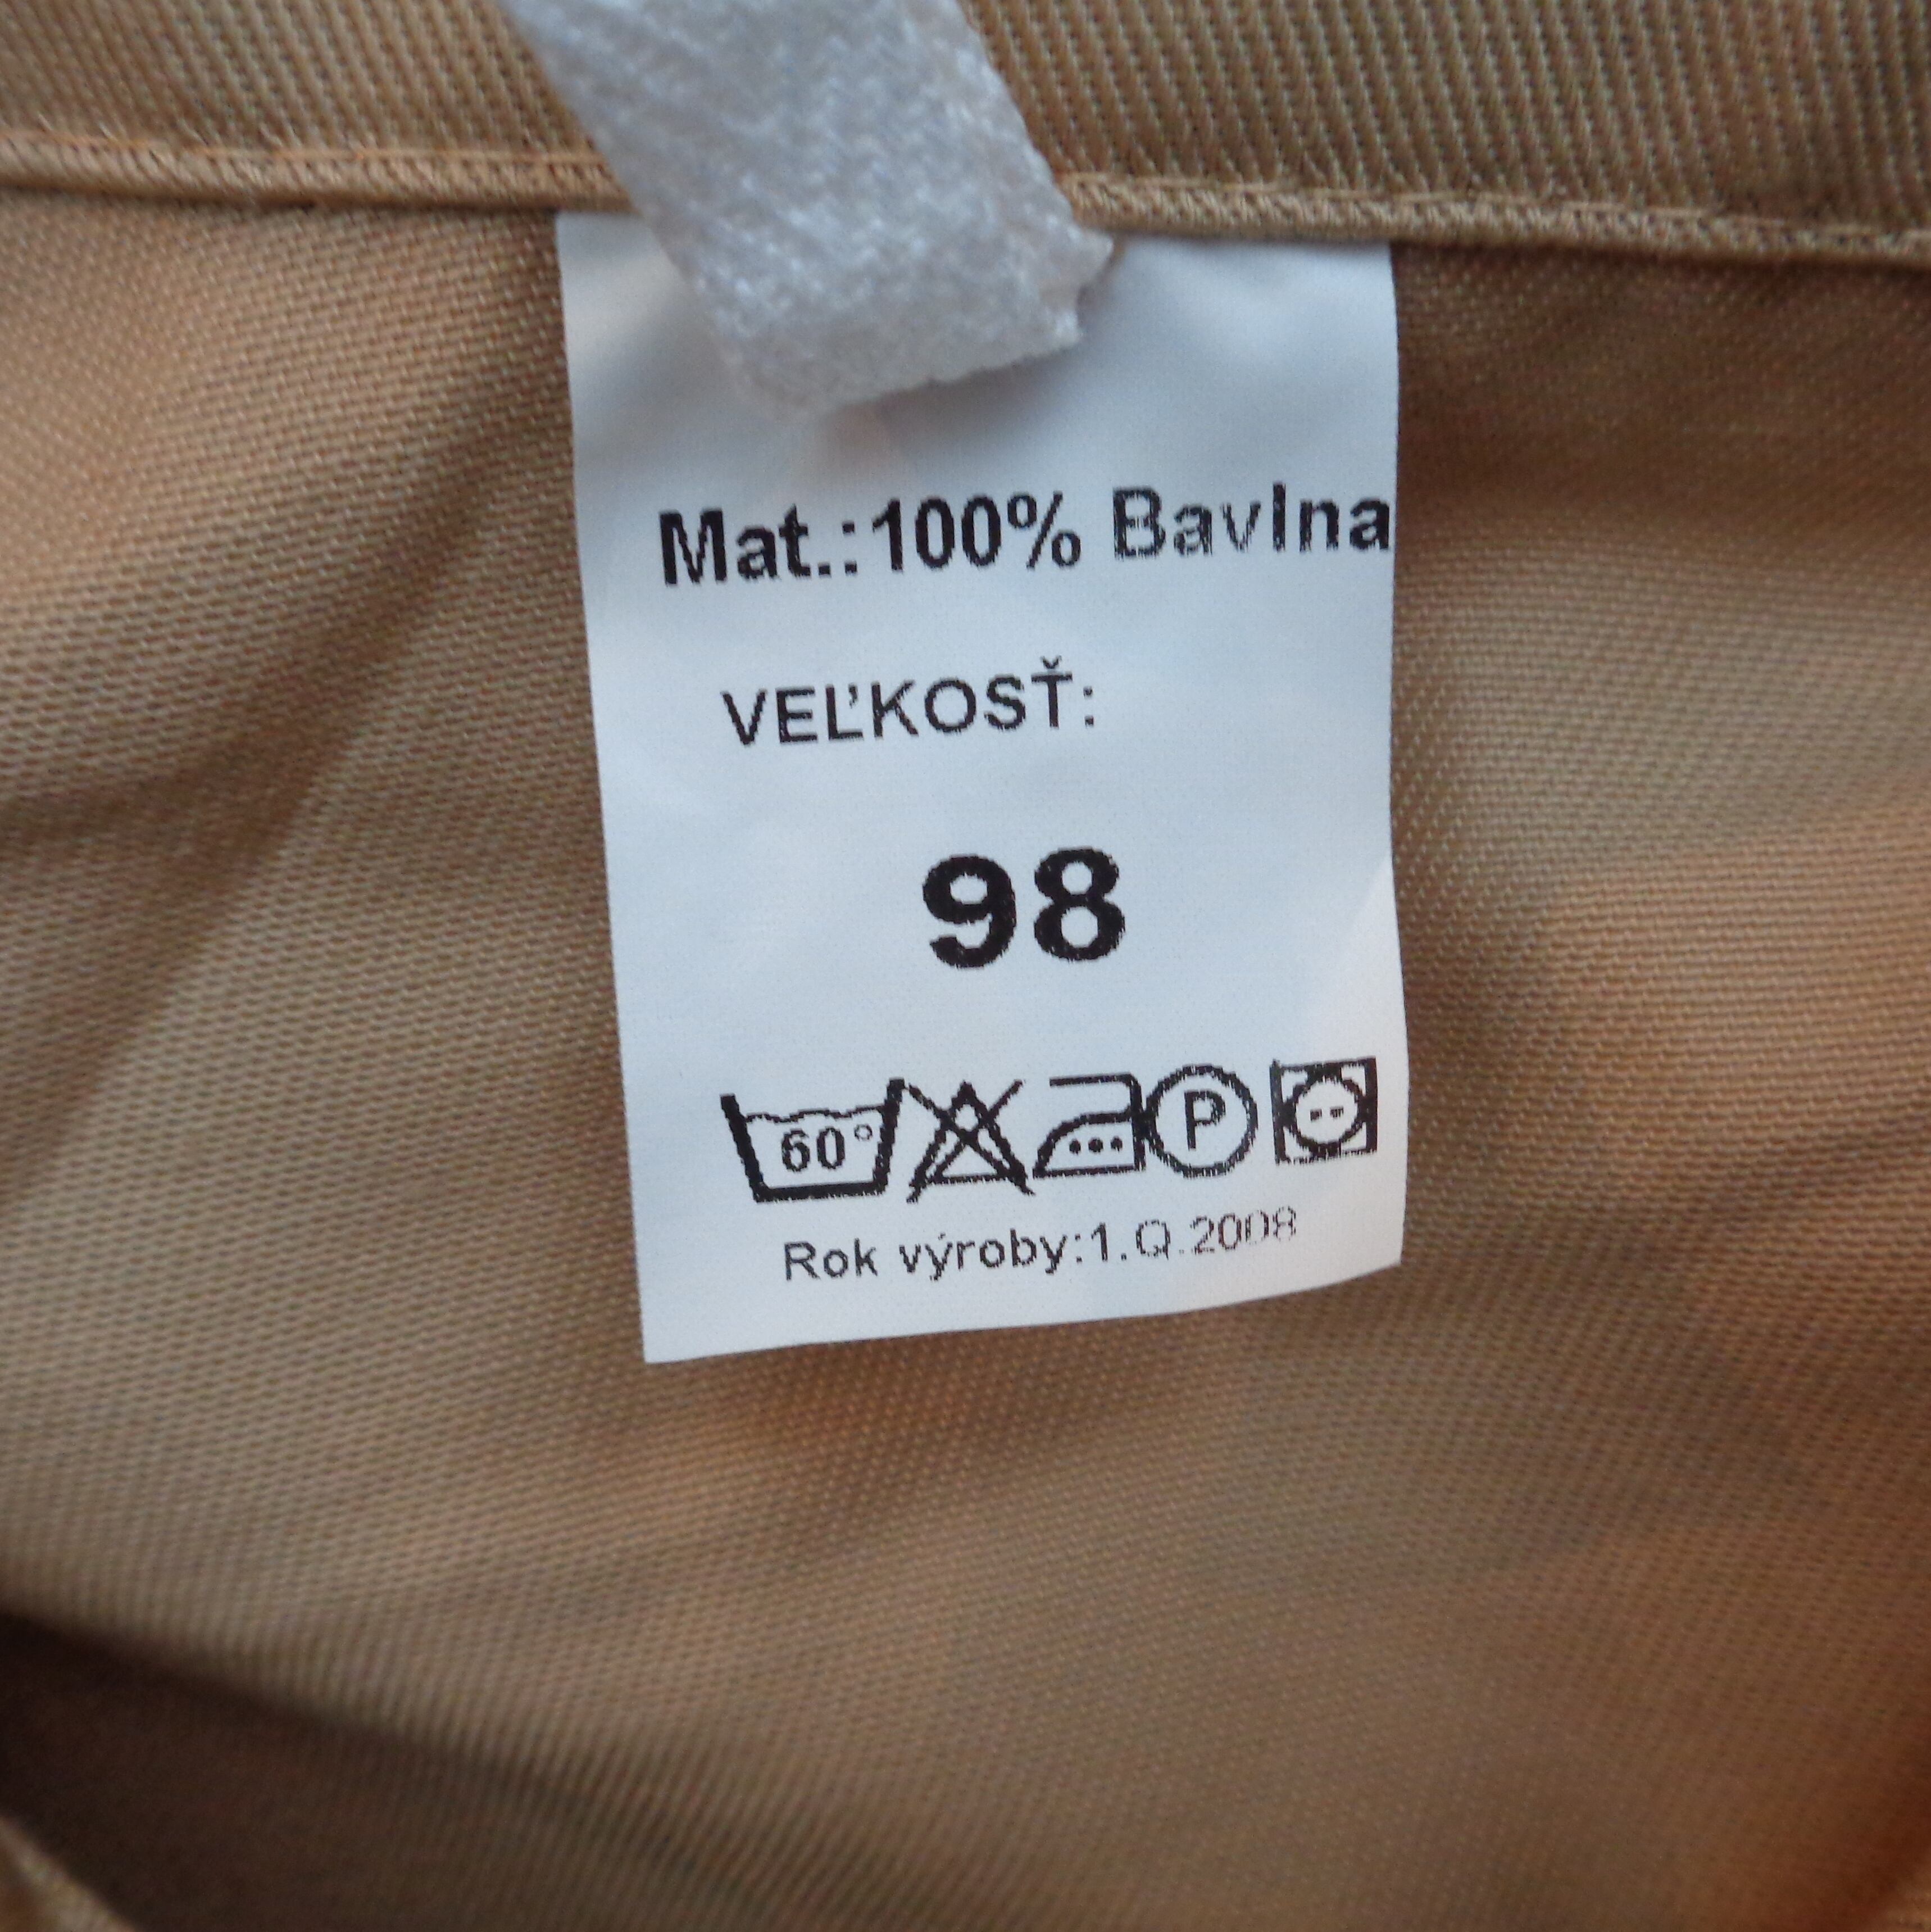 Mat.:100% Bavlna
VEĽKOSŤ:
98
60° P
Rok výroby:1.Q.2008